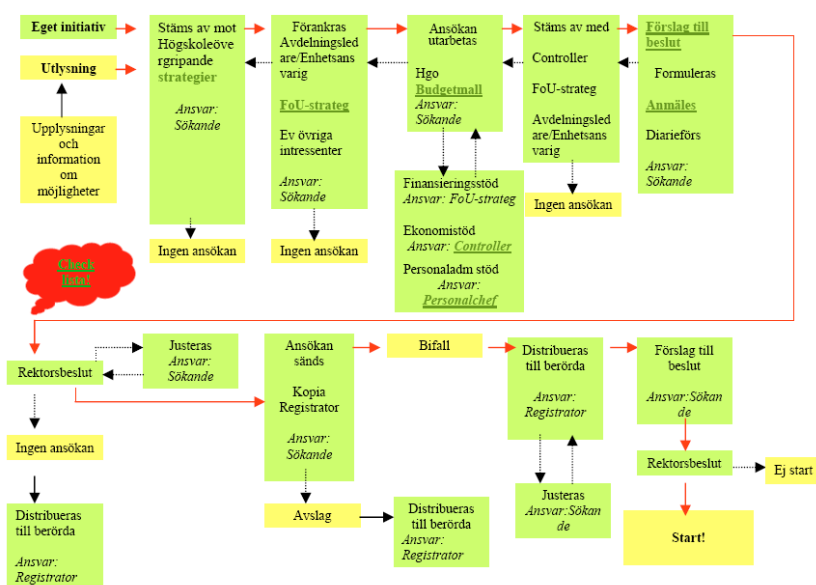 Eget initiativ
Utlysning
Upplysningar
och
information
om
möjligheter
Stäms av mot
Högskoleöve
rgripande
strategier
Ansvar:
Sökande
Ingen ansökan
Förankras
Avdelningsled
are/Enhetsans
varig
FoU-strateg
Ev övriga
intressenter
Ansvar:
Sökande
Ingen ansökan
Ansökan
utarbetas
Hgo
Budgetmall
Ansvar:
Sökande
Finansieringsstöd
Ansvar: FoU-strateg
Ekonomistöd
Ansvar: Controller
Personaladm stöd
Ansvar:
Personalchef
Stäms av med
Controller
FoU-strateg
Avdelningsled
are/Enhetsans
varig
Ingen ansökan
Förslag till
beslut
Formuleras
Anmäles
Diarieförs
Ansvar:
Sökande
Check
lista!
Rektorsbeslut
Justeras
Ansvar:
Sökande
Ingen ansökan
Distribueras
till berörda
Ansvar:
Registrator
Ansökan
sänds
Kopia
Registrator
Ansvar:
Sökande
Avslag
Distribueras
till berörda
Ansvar:
Registrator
Bifall
Distribueras
till berörda
Ansvar:
Registrator
Justeras
Ansvar:Sökan
de
Förslag till
beslut
Ansvar:Sökan
de
Rektorsbeslut
Ej start
Start!